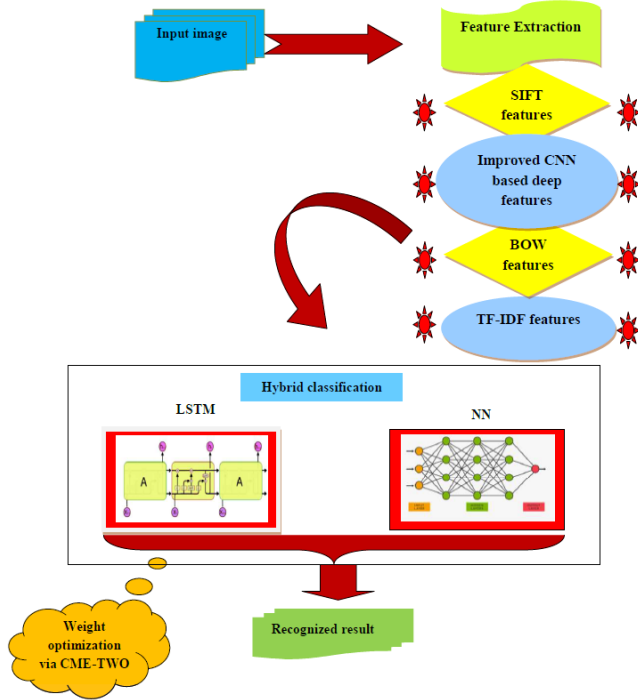 Input image
Feature Extraction
SIFT
features
Improved CNN
based deep
features
BOW
features
TF-IDF features
Hybrid classification
LSTM
NN
A
A
Weight
optimization
via CME-TWO
Recognized result